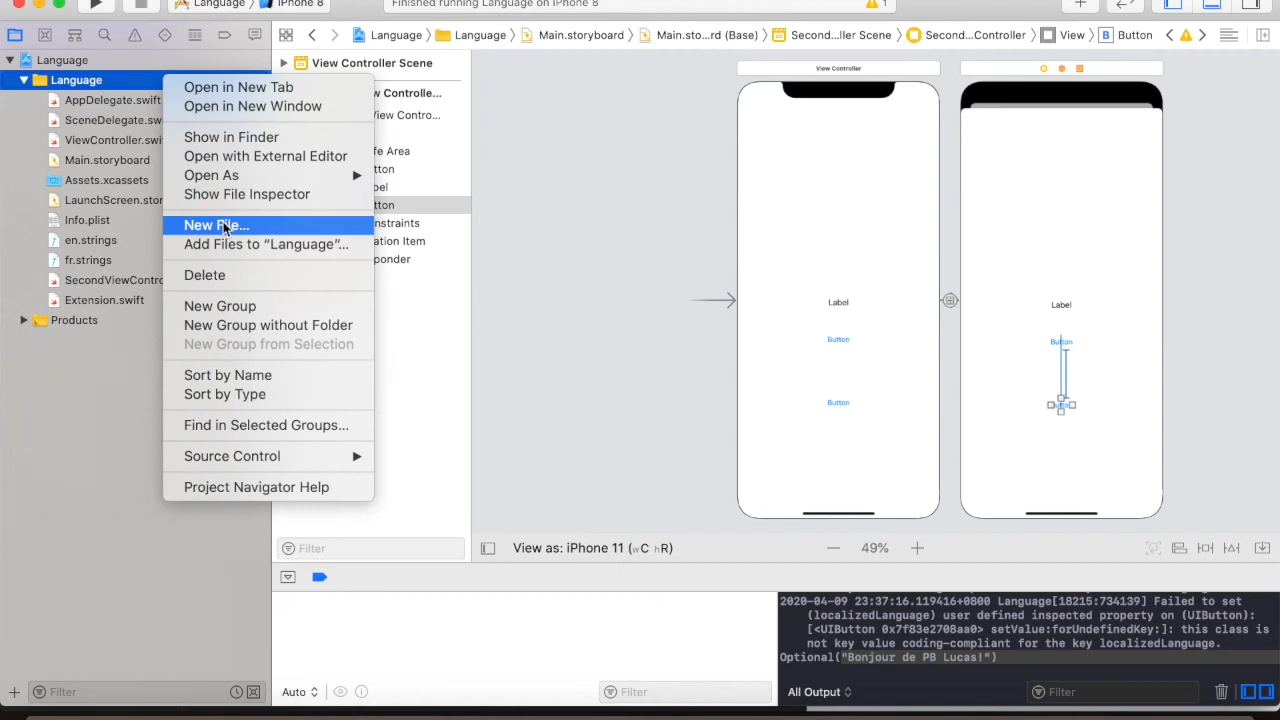 Language
iPhone 8
Finished running Language on iPhone 8
1
Language
Language
Main.storyboard
Main.sto...rd (Base)
Second...ller Scene
Second...Controller
View
B
Button
Language
Language
AppDelegate.swift
SceneDelegate.sw
ViewController.swi
Main.storyboard
Assets.xcassets
LaunchScreen.stor
Info.plist
en.strings
fr.strings
SecondViewContro
Extension.swift
Products
Open in New Tab
Open in New Window
Show in Finder
Open with External Editor
Open As
Show File Inspector
New File...
Add Files to “Language”...
Delete
New Group
New Group without Folder
New Group from Selection
Sort by Name
Sort by Type
Find in Selected Groups...
Source Control
Project Navigator Help
View Controller Scene
w Controlle...
View Contro...
fe Area
tton
bel
tton
nstraints
ation Item
ponder
Filter
View Controller
Label
Button
Button
Label
Button
View as: iPhone 11 (wC hR)
49%
2020-04-09 23:37:16.119416+0800 Language[18215:734139] Failed to set
(localizedLanguage) user defined inspected property on (UIButton):
[<UIButton 0x7f83e2708aa0> setValue:forUndefinedKey:]: this class is
not key value coding-compliant for the key localizedLanguage.
Optional("Bonjour de PB Lucas!")
Filter
Auto
Filter
All Output
Filter